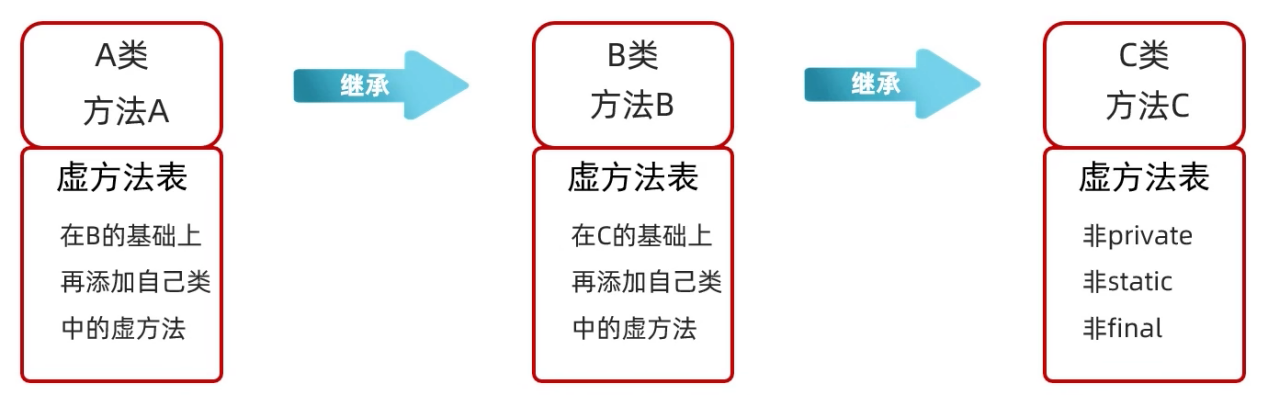 A类
方法A
继承
B类
方法B
继承
C类
方法C
虚方法表
在B的基础上
再添加自己类
中的虚方法
虚方法表
在C的基础上
再添加自己类
中的虚方法
虚方法表
非private
非static
非final